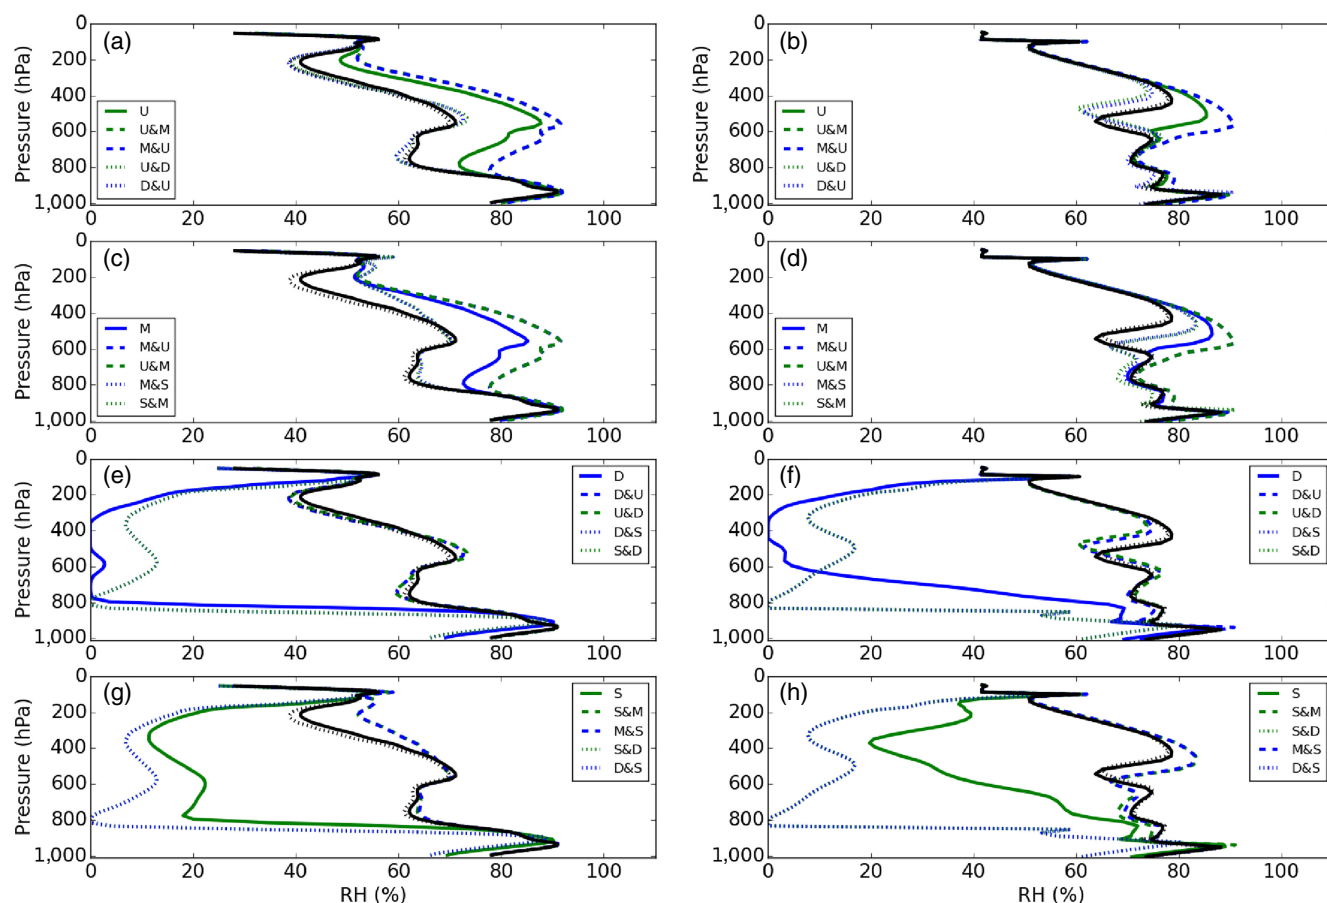 (a)
Pressure (hPa)
0
200
400
600
800
1,000
U
U&M
M&U
U&D
D&U
0 20 40 60 80 100
(b)
Pressure (hPa)
0
200
400
600
800
1,000
U
U&M
M&U
U&D
D&U
0 20 40 60 80 100
(c)
Pressure (hPa)
0
200
400
600
800
1,000
M
M&U
U&M
M&S
S&M
0 20 40 60 80 100
(d)
Pressure (hPa)
0
200
400
600
800
1,000
M
M&U
U&M
M&S
S&M
0 20 40 60 80 100
(e)
Pressure (hPa)
0
200
400
600
800
1,000
D
D&U
U&D
D&S
S&D
0 20 40 60 80 100
(f)
Pressure (hPa)
0
200
400
600
800
1,000
D
D&U
U&D
D&S
S&D
0 20 40 60 80 100
(g)
Pressure (hPa)
0
200
400
600
800
1,000
S
S&M
M&S
S&D
D&S
0 20 40 60 80 100
RH (%)
(h)
Pressure (hPa)
0
200
400
600
800
1,000
S
S&M
S&D
M&S
D&S
0 20 40 60 80 100
RH (%)